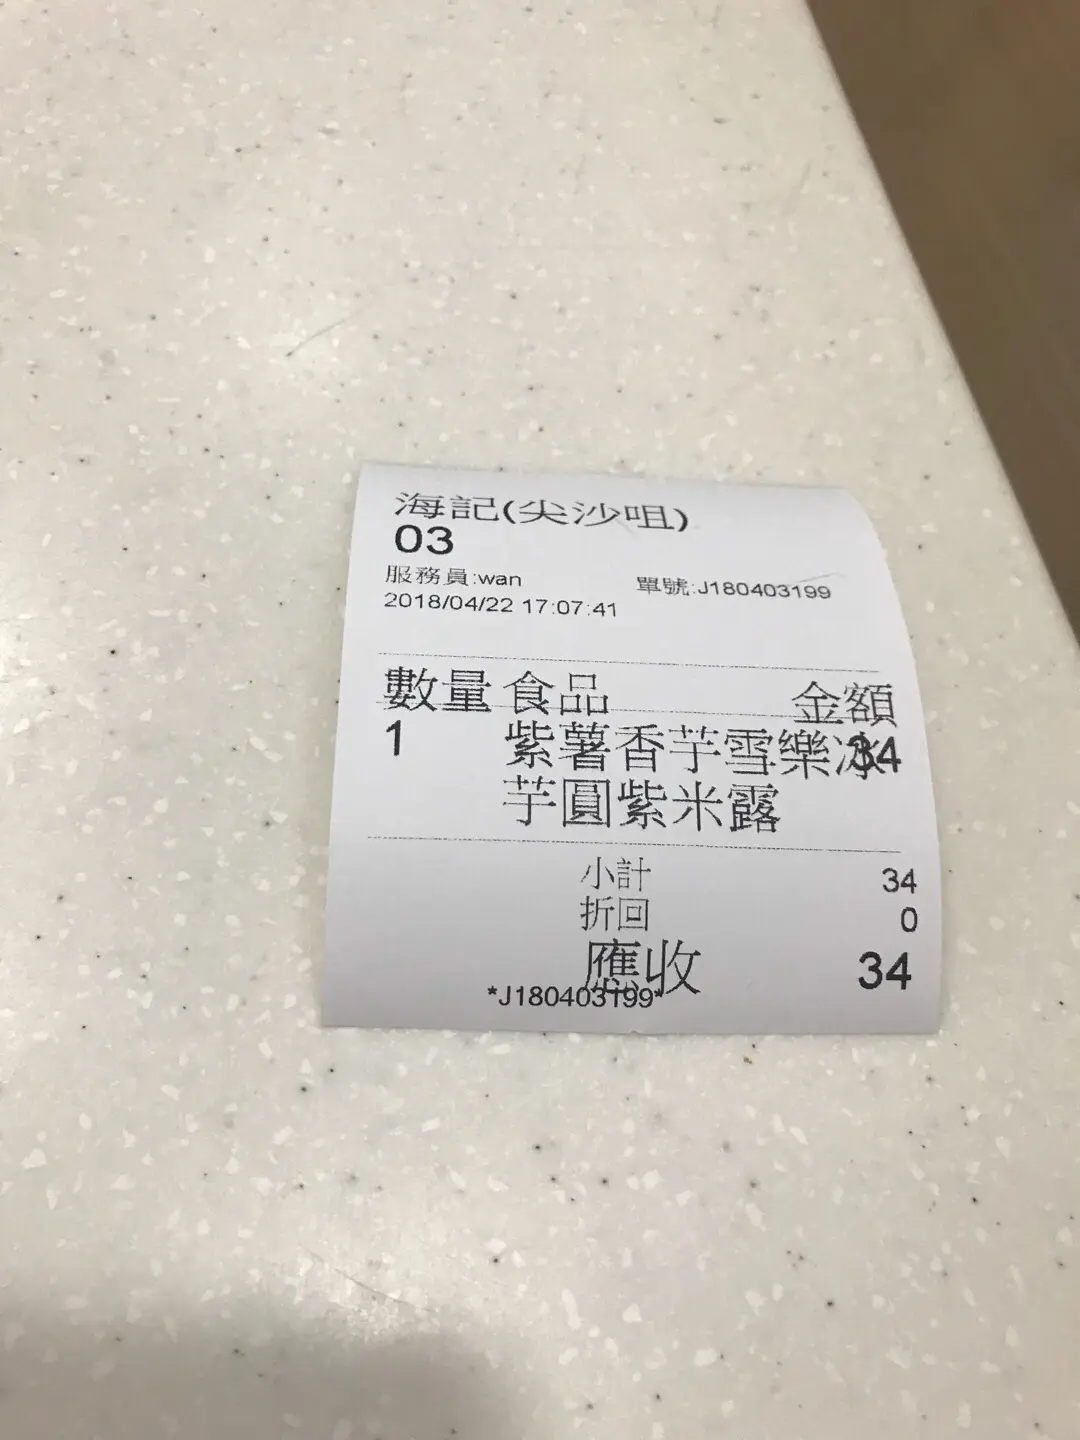 海記(尖沙咀)
03
服務員:wan 單號:J180403199
2018/04/22 17:07:41
數量 食品 金額
1 紫薯香芋雪樂冰 34
芋圓紫米露
小計 34
折回 0
應收 34
*J180403199*